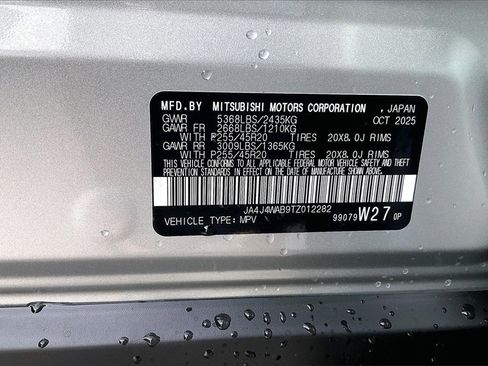 MFD.BY MITSUBISHI MOTORS CORPORATION , JAPAN
GVWR 5368LBS/2435KG OCT 2025
GAWR FR 2668LBS/1210KG
WITH P255/45R20 TIRES 20X8.0J RIMS
GAWR RR 3009LBS/1365KG
WITH P255/45R20 TIRES 20X8.0J RIMS
THIS VEHICLE CONFORMS TO ALL APPLICABLE
FEDERAL MOTOR VEHICLE SAFETY AND
THEFT PREVENTION STANDARDS IN EFFECT ON
THE DATE OF MANUFACTURE SHOWN ABOVE.
JA4J4WAB9TZ012282
VEHICLE TYPE: MPV 99079 W27 0P